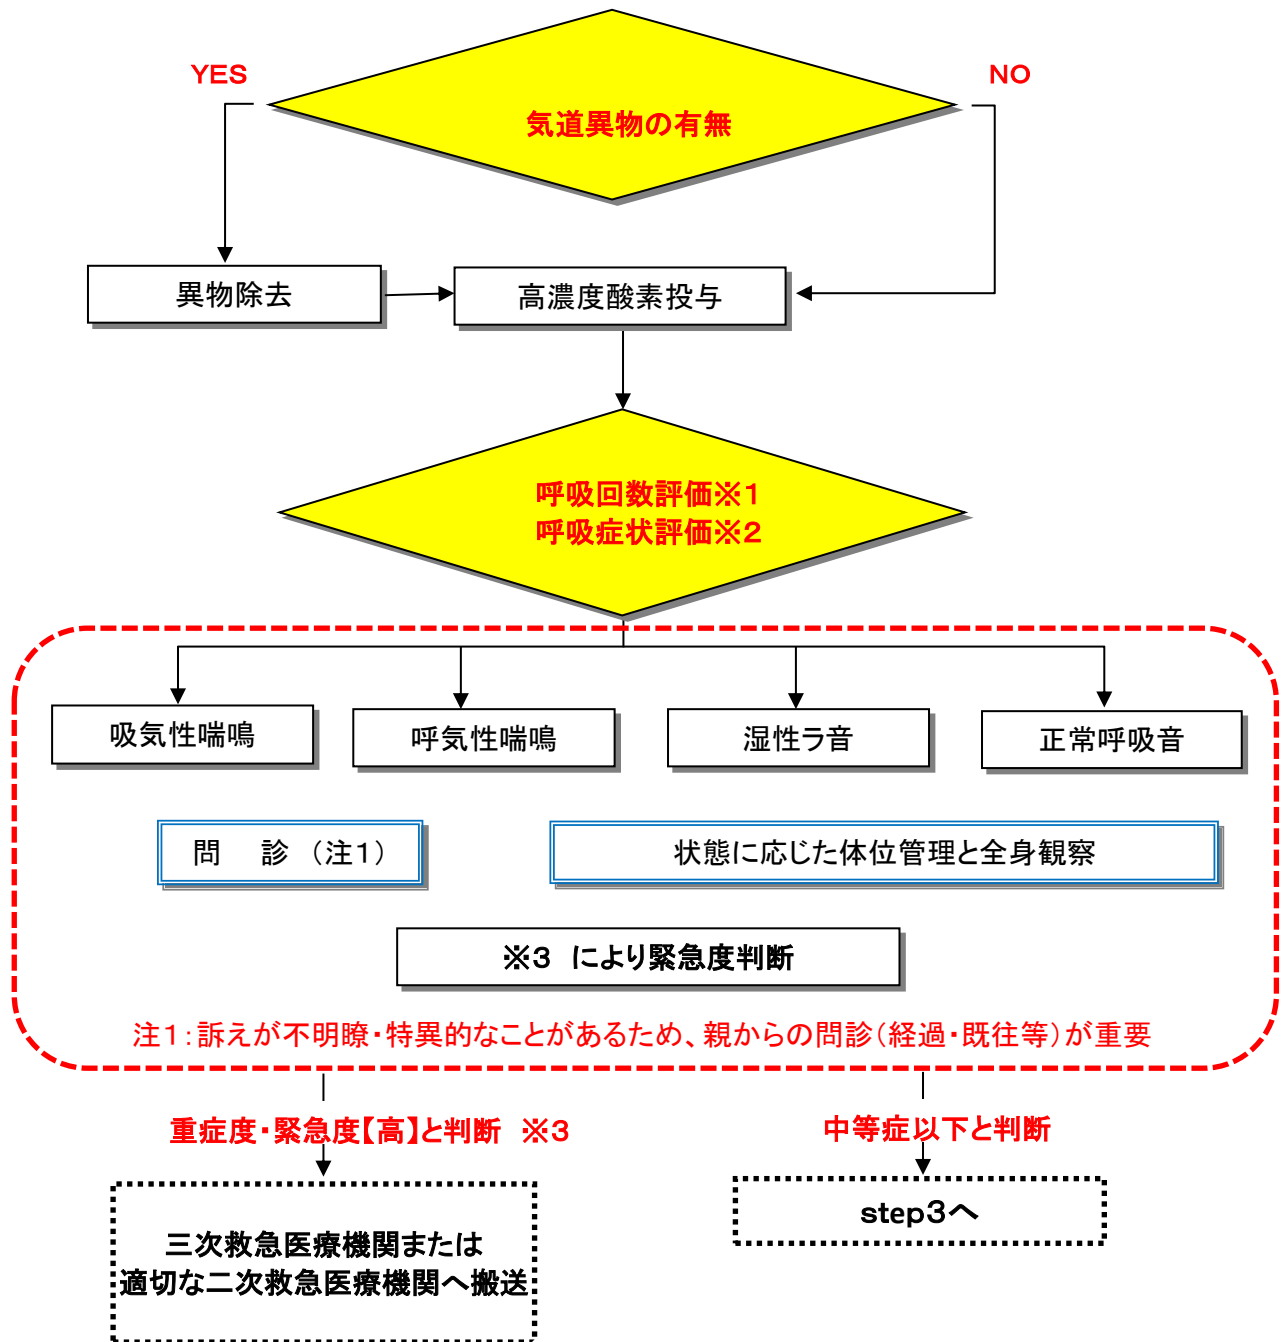 YES
NO
気道異物の有無
異物除去
高濃度酸素投与
呼吸回数評価※1
呼吸症状評価※2
吸気性喘鳴
呼気性喘鳴
湿性ラ音
正常呼吸音
問　診（注1）
状態に応じた体位管理と全身観察
※3 により緊急度判断
注1：訴えが不明瞭・特異的なことがあるため、親からの問診（経過・既往等）が重要
重症度・緊急度【高】と判断 ※3
中等症以下と判断
三次救急医療機関または
適切な二次救急医療機関へ搬送
step3へ